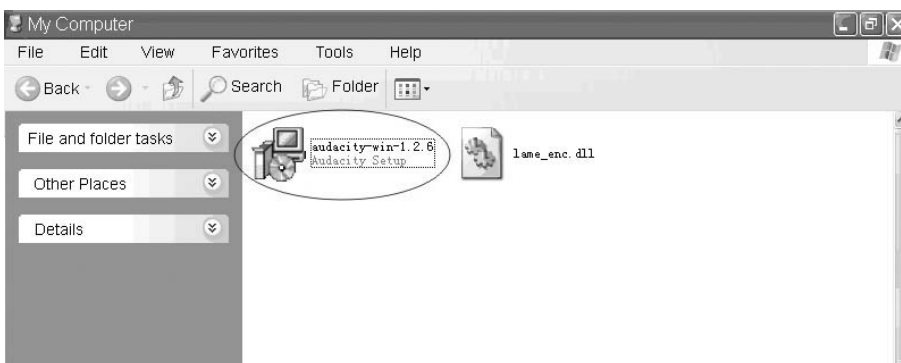 My Computer
File Edit View Favorites Tools Help
Back Search Folder
File and folder tasks
Other Places
Details
audacity-win-1.2.6
Audacity Setup
lame_enc.dll